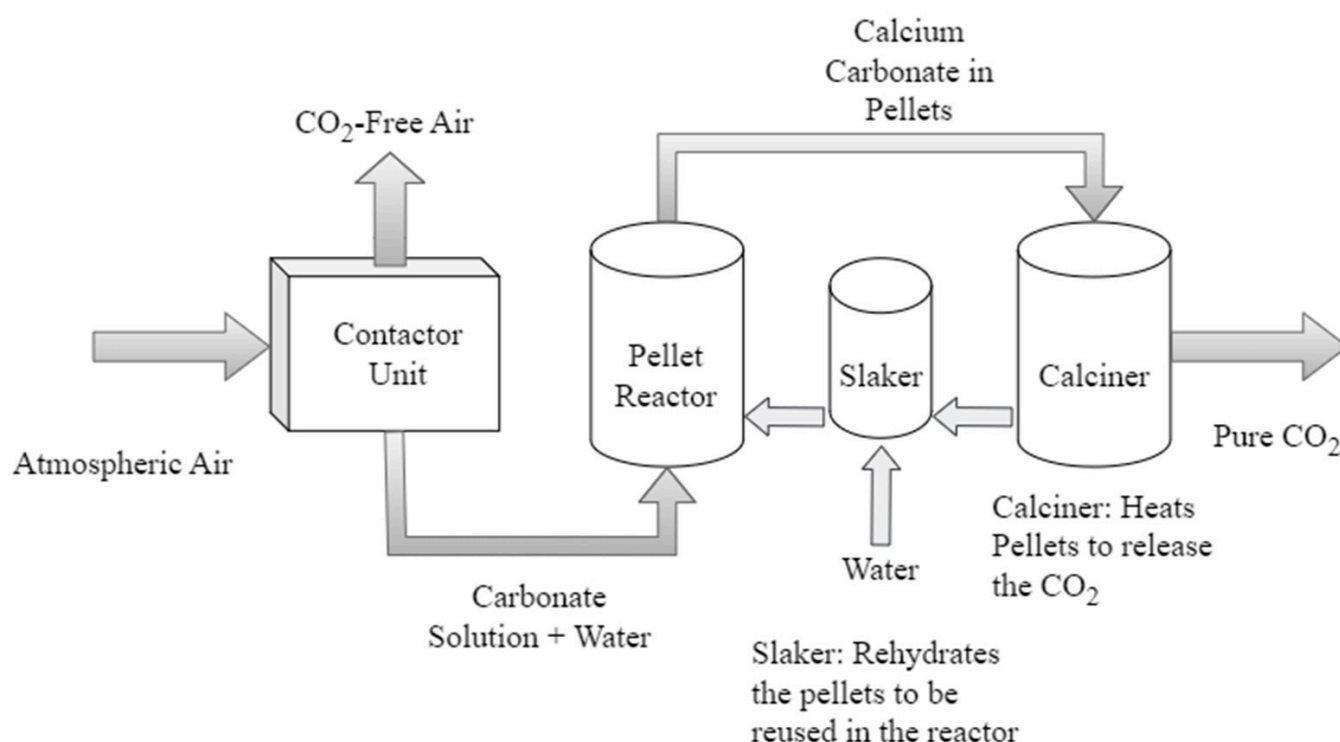 Calcium
Carbonate in
Pellets
CO₂-Free Air
Contactor
Unit
Pellet
Reactor
Slaker
Calciner
Atmospheric Air
Pure CO₂
Carbonate
Solution + Water
Water
Calciner: Heats
Pellets to release
the CO₂
Slaker: Rehydrates
the pellets to be
reused in the reactor